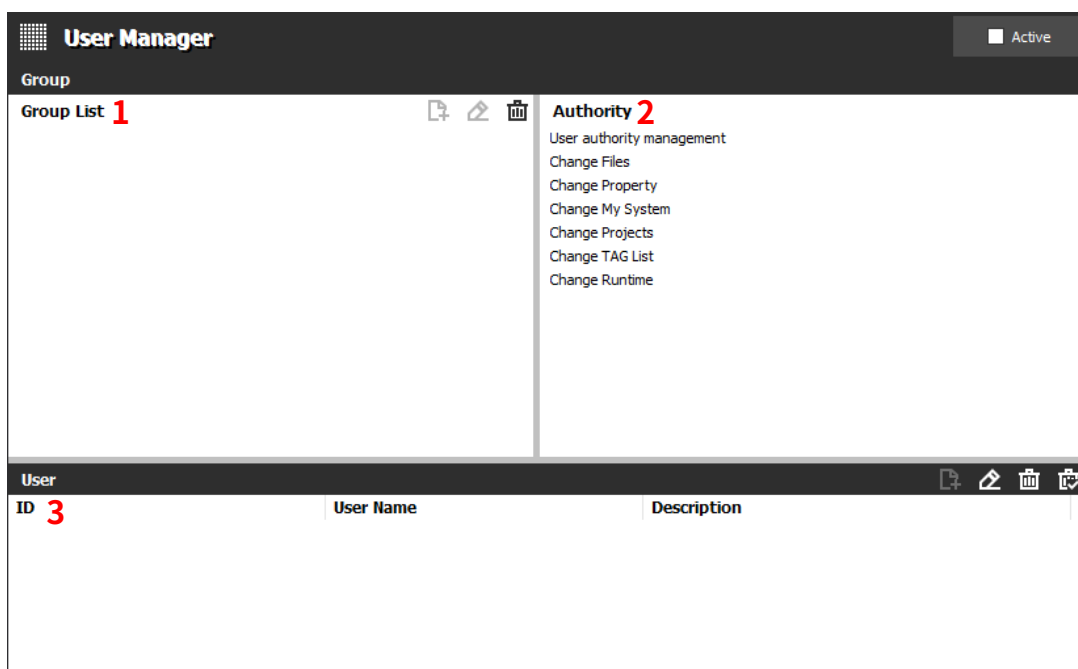 User Manager
Active
Group
Group List 1
Authority 2
User authority management
Change Files
Change Property
Change My System
Change Projects
Change TAG List
Change Runtime
User
ID 3 User Name Description